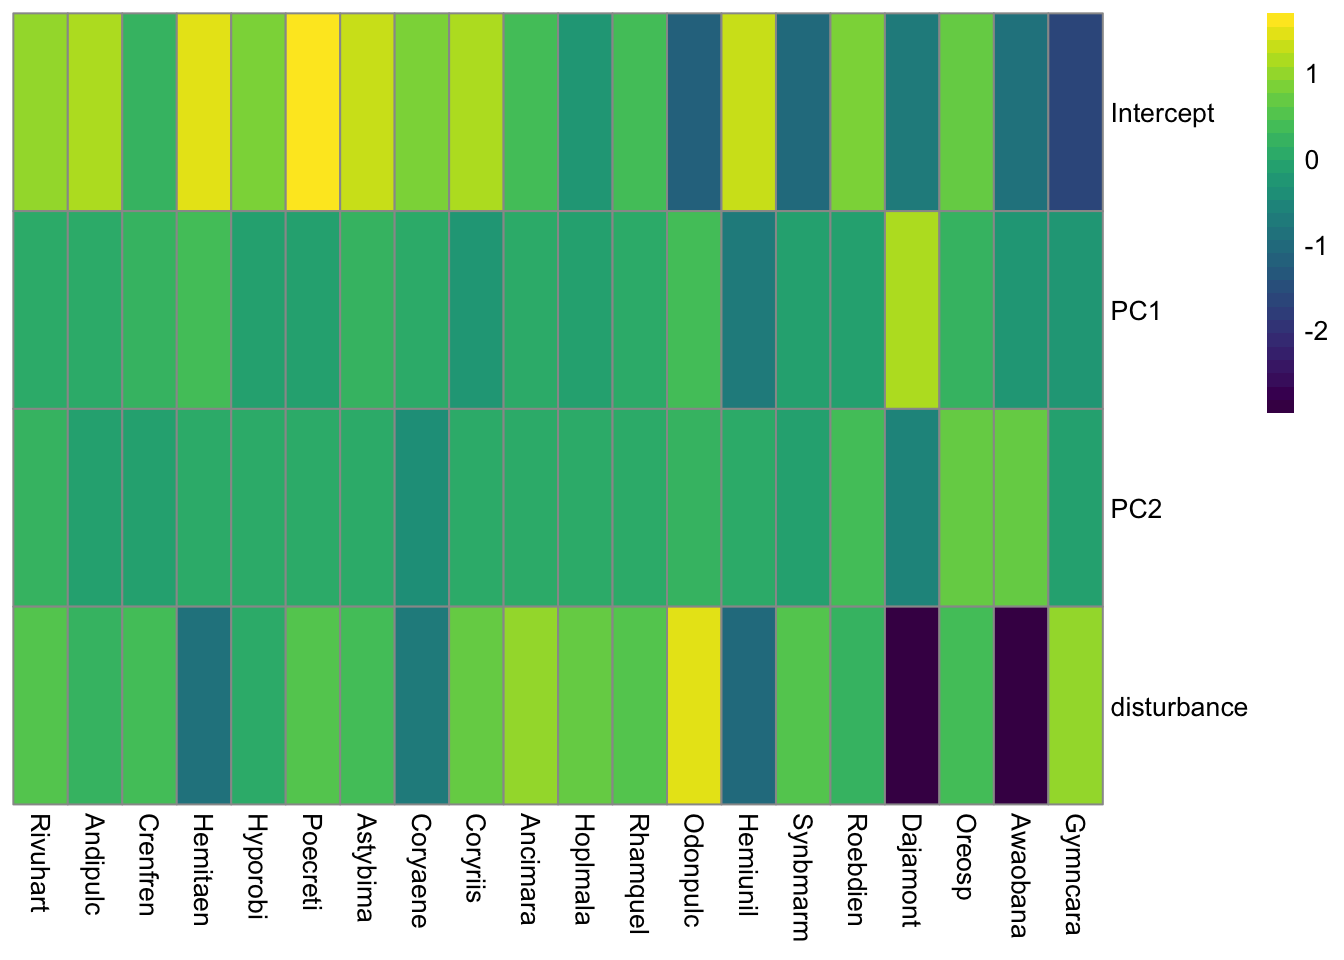 1
Intercept
0
-1
PC1
-2
PC2
disturbance
Rivuhart
Andipulc
Crenfren
Hemitaen
Hyporobi
Poecreti
Astybima
Coryaene
Coryriis
Ancimara
Hoplmala
Rhamquel
Odonpulc
Hemiunil
Synbmarm
Roebdien
Dajamont
Oreosp
Awaobana
Gymncara